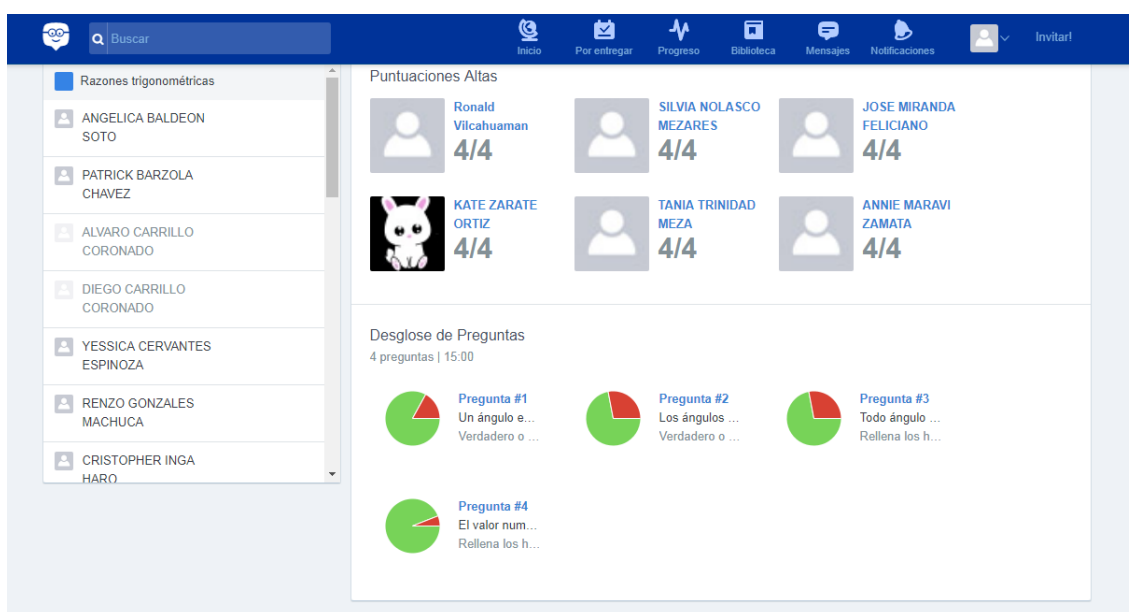 Buscar
Inicio
Por entregar
Progreso
Biblioteca
Mensajes
Notificaciones
Invitar!
Razones trigonométricas
ANGELICA BALDEON
SOTO
PATRICK BARZOLA
CHAVEZ
ALVARO CARRILLO
CORONADO
DIEGO CARRILLO
CORONADO
YESSICA CERVANTES
ESPINOZA
RENZO GONZALES
MACHUCA
CRISTOPHER INGA
HARO
Puntuaciones Altas
Ronald
Vilcahuaman
4/4
SILVIA NOLASCO
MEZARES
4/4
JOSE MIRANDA
FELICIANO
4/4
KATE ZARATE
ORTIZ
4/4
TANIA TRINIDAD
MEZA
4/4
ANNIE MARAVI
ZAMATA
4/4
Desglose de Preguntas
4 preguntas | 15:00
Pregunta #1
Un ángulo e...
Verdadero o ...
Pregunta #2
Los ángulos ...
Verdadero o ...
Pregunta #3
Todo ángulo ...
Rellena los h...
Pregunta #4
El valor num...
Rellena los h...